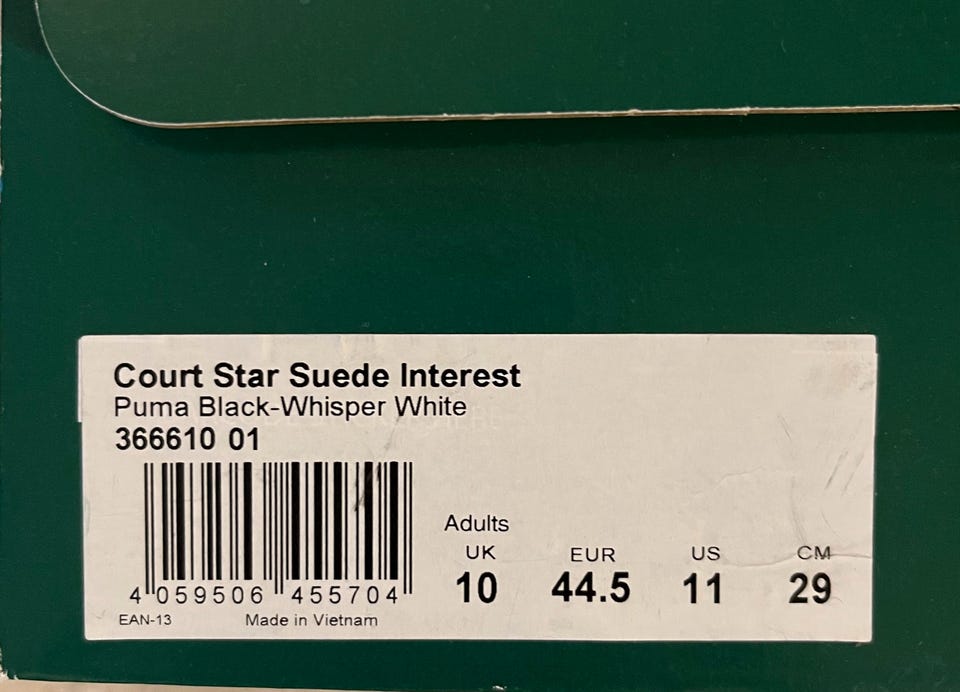 Court Star Suede Interest
Puma Black-Whisper White
366610 01
Adults
UK EUR US CM
10 44.5 11 29
4 059506 455704
EAN-13 Made in Vietnam